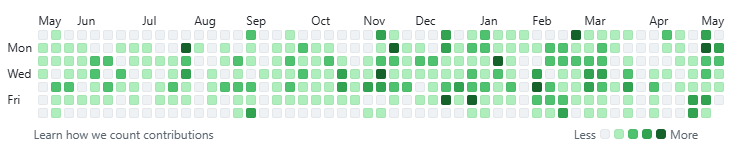 May Jun Jul Aug Sep Oct Nov Dec Jan Feb Mar Apr May
Mon
Wed
Fri
Learn how we count contributions Less More